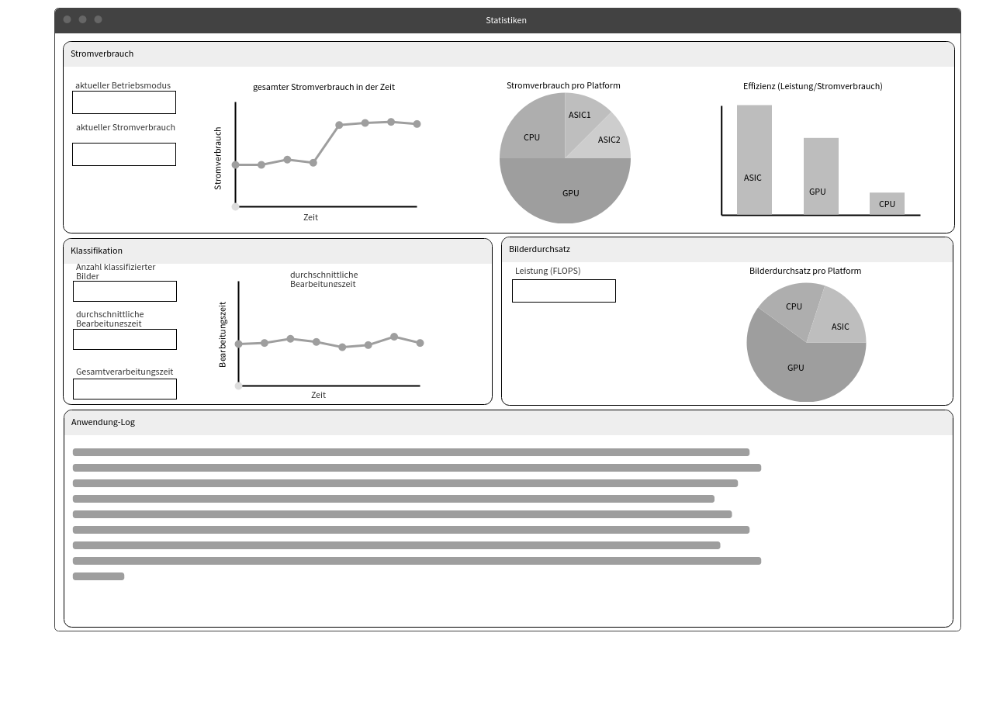 Statistiken
Stromverbrauch
aktueller Betriebsmodus
aktueller Stromverbrauch
gesamter Stromverbrauch in der Zeit
Stromverbrauch
Zeit
Stromverbrauch pro Platform
ASIC1
CPU
ASIC2
GPU
Effizienz (Leistung/Stromverbrauch)
ASIC
GPU
CPU
Klassifikation
Anzahl klassifizierter
Bilder
durchschnittliche
Bearbeitungszeit
Gesamtverarbeitungszeit
durchschnittliche
Bearbeitungszeit
Bearbeitungszeit
Zeit
Bilderdurchsatz
Leistung (FLOPS)
Bilderdurchsatz pro Platform
CPU
ASIC
GPU
Anwendung-Log